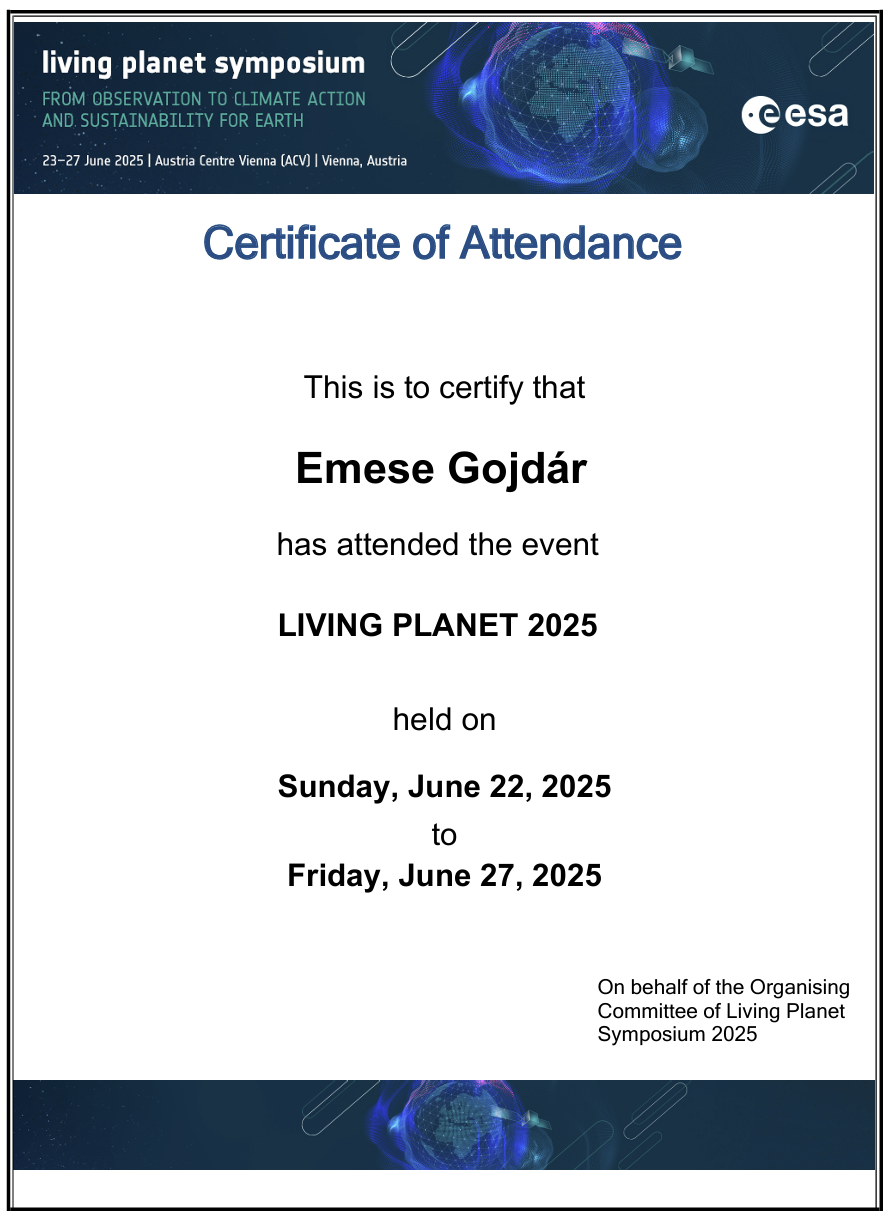 living planet symposium
FROM OBSERVATION TO CLIMATE ACTION
AND SUSTAINABILITY FOR EARTH
23–27 June 2025 | Austria Centre Vienna (ACV) | Vienna, Austria
esa
Certificate of Attendance
This is to certify that
Emese Gojdár
has attended the event
LIVING PLANET 2025
held on
Sunday, June 22, 2025
to
Friday, June 27, 2025
On behalf of the Organising
Committee of Living Planet
Symposium 2025